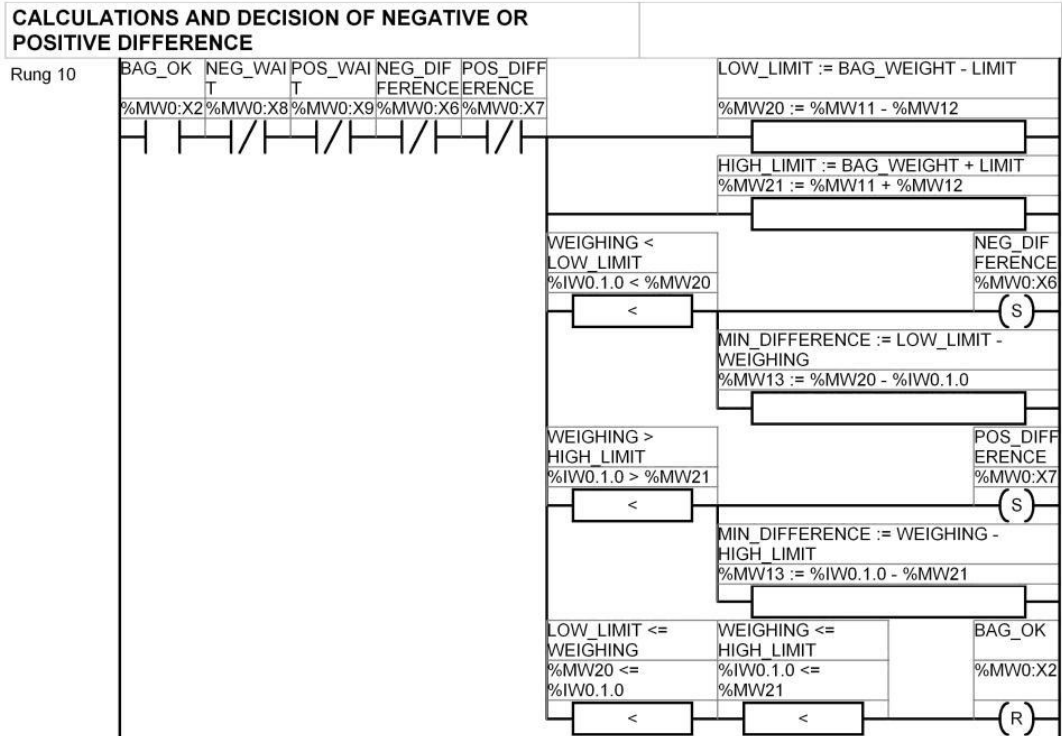 CALCULATIONS AND DECISION OF NEGATIVE OR
POSITIVE DIFFERENCE
Rung 10
BAG_OK NEG_WAI POS_WAI NEG_DIF POS_DIFF
T T FERENCE ERENCE
%MW0:X2 %MW0:X8 %MW0:X9 %MW0:X6 %MW0:X7
LOW_LIMIT := BAG_WEIGHT - LIMIT
%MW20 := %MW11 - %MW12
HIGH_LIMIT := BAG_WEIGHT + LIMIT
%MW21 := %MW11 + %MW12
WEIGHING <
LOW_LIMIT
%IW0.1.0 < %MW20
<
NEG_DIF
FERENCE
%MW0:X6
S
MIN_DIFFERENCE := LOW_LIMIT -
WEIGHING
%MW13 := %MW20 - %IW0.1.0
WEIGHING >
HIGH_LIMIT
%IW0.1.0 > %MW21
<
POS_DIFF
ERENCE
%MW0:X7
S
MIN_DIFFERENCE := WEIGHING -
HIGH_LIMIT
%MW13 := %IW0.1.0 - %MW21
LOW_LIMIT <=
WEIGHING
%MW20 <=
%IW0.1.0
<
WEIGHING <=
HIGH_LIMIT
%IW0.1.0 <=
%MW21
<
BAG_OK
%MW0:X2
R